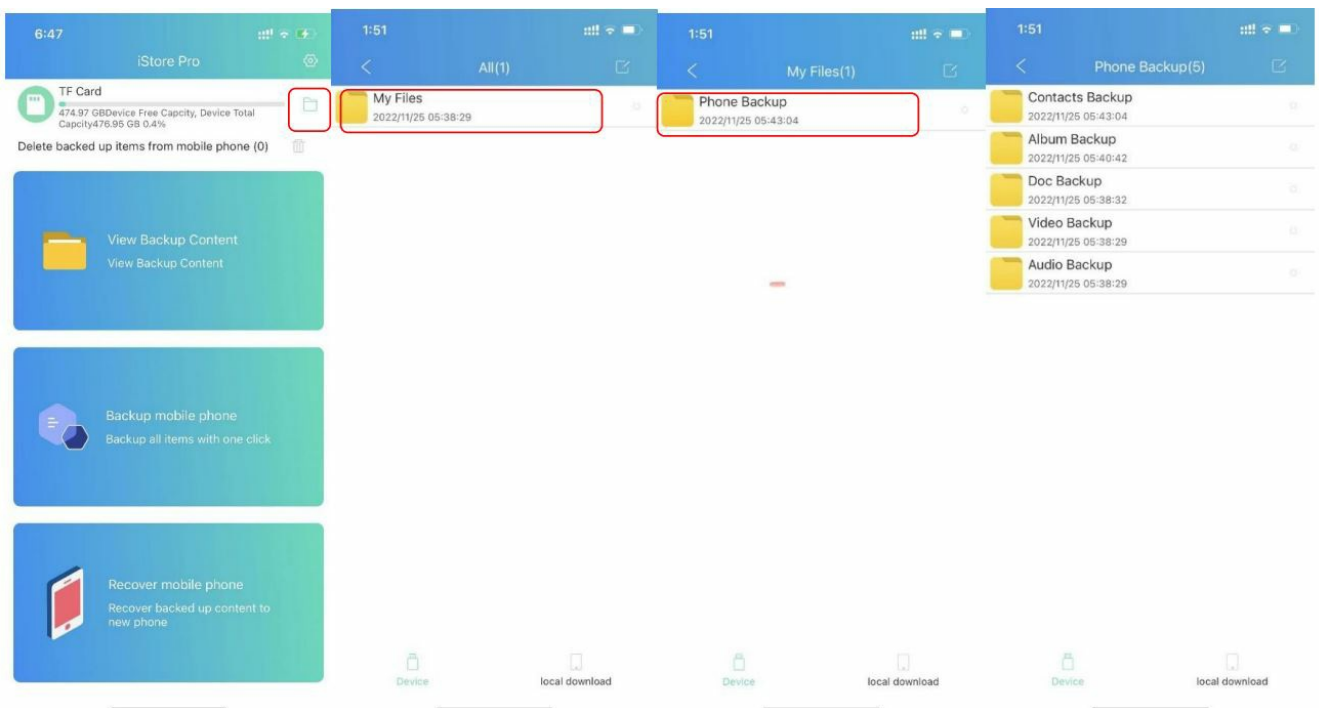 6:47
iStore Pro
TF Card
474.97 GBDevice Free Capcity, Device Total
Capcity476.95 GB 0.4%
Delete backed up items from mobile phone (0)
View Backup Content
View Backup Content
Backup mobile phone
Backup all items with one click
Recover mobile phone
Recover backed up content to
new phone
1:51
All(1)
My Files
2022/11/25 05:38:29
Device
local download
1:51
My Files(1)
Phone Backup
2022/11/25 05:43:04
Device
local download
1:51
Phone Backup(5)
Contacts Backup
2022/11/25 05:43:04
Album Backup
2022/11/25 05:40:42
Doc Backup
2022/11/25 05:38:32
Video Backup
2022/11/25 05:38:29
Audio Backup
2022/11/25 05:38:29
Device
local download